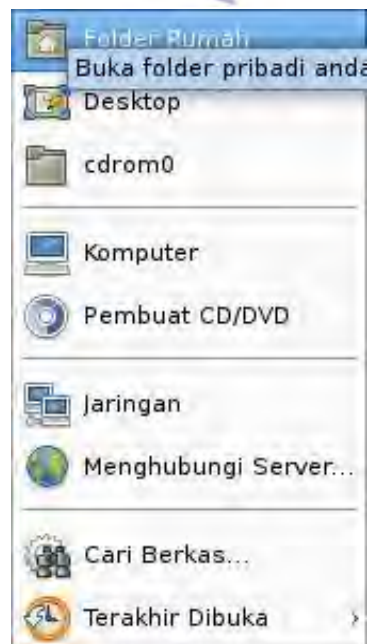 Folder Rumah
Buka folder pribadi anda
Desktop
cdrom0
Komputer
Pembuat CD/DVD
Jaringan
Menghubungi Server...
Cari Berkas...
Terakhir Dibuka